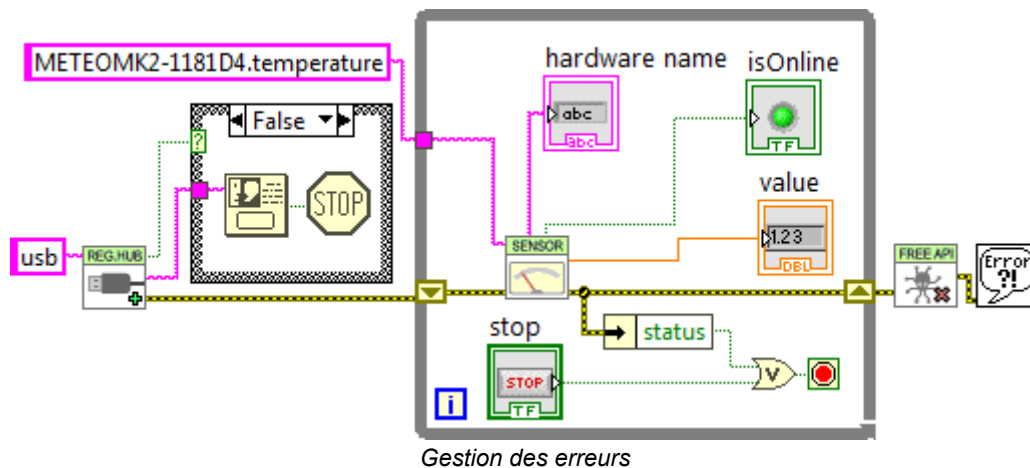 METEOMK2-1181D4.temperature
hardware name
isOnline
False
abc
abc
TF
?
value
STOP
1.23
DBL
usb
REG.HUB
SENSOR
FREE API
Error
?!
stop
status
STOP
TF
V
i
Gestion des erreurs